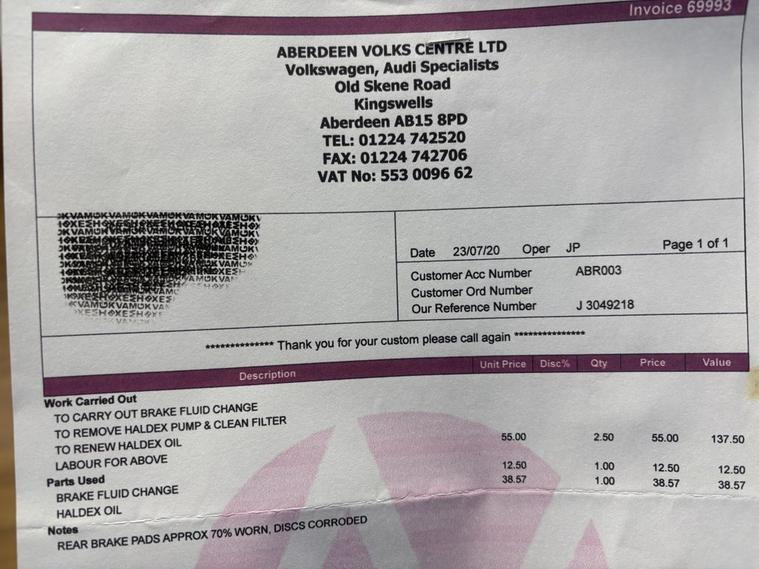 Invoice 69993
ABERDEEN VOLKS CENTRE LTD
Volkswagen, Audi Specialists
Old Skene Road
Kingswells
Aberdeen AB15 8PD
TEL: 01224 742520
FAX: 01224 742706
VAT No: 553 0096 62
Date 23/07/20 Oper JP Page 1 of 1
Customer Acc Number ABR003
Customer Ord Number
Our Reference Number J 3049218
************** Thank you for your custom please call again **************
Description Unit Price Disc% Qty Price Value
Work Carried Out
TO CARRY OUT BRAKE FLUID CHANGE
TO REMOVE HALDEX PUMP & CLEAN FILTER
TO RENEW HALDEX OIL
LABOUR FOR ABOVE 55.00 2.50 55.00 137.50
Parts Used
BRAKE FLUID CHANGE 12.50 1.00 12.50 12.50
HALDEX OIL 38.57 1.00 38.57 38.57
Notes
REAR BRAKE PADS APPROX 70% WORN, DISCS CORRODED